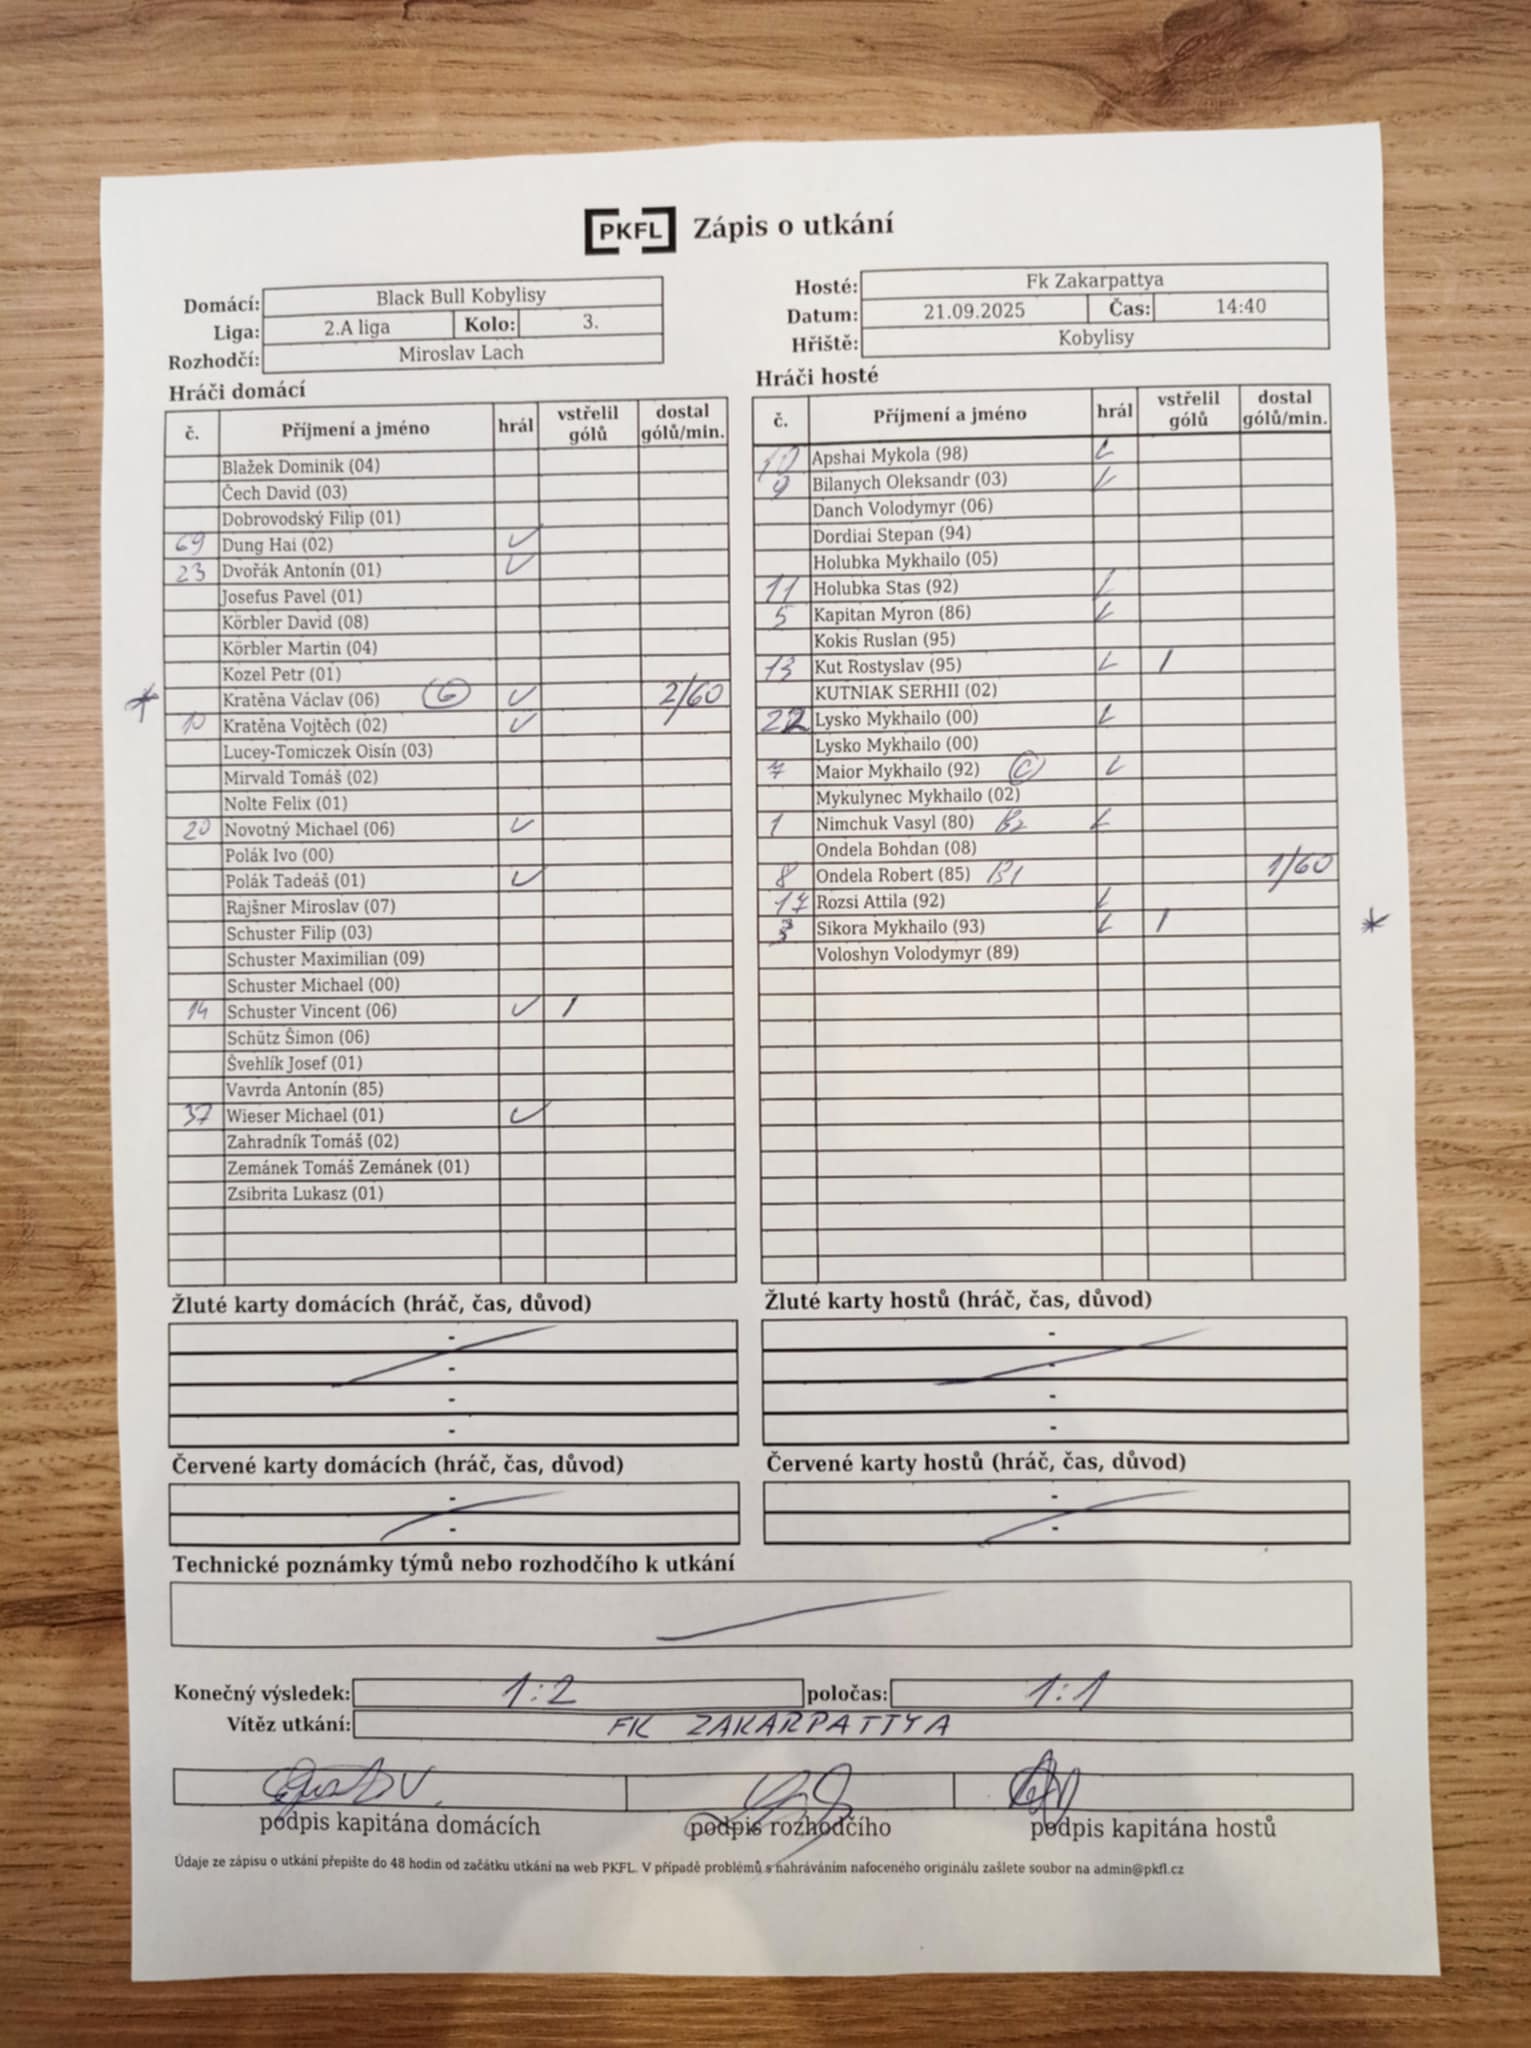 PKFL Zápis o utkání
Domácí: Black Bull Kobylisy
Liga: 2.A liga Kolo: 3.
Rozhodčí: Miroslav Lach
Hosté: Fk Zakarpattya
Datum: 21.09.2025 Čas: 14:40
Hřiště: Kobylisy
Hráči domácí
č. Příjmení a jméno hrál vstřelil gólů dostal gólů/min.
Blažek Dominik (04)
Čech David (03)
Dobrovodský Filip (01)
69 Dung Hai (02) ✓
23 Dvořák Antonín (01) ✓
Josefus Pavel (01)
Körbler David (08)
Körbler Martin (04)
Kozel Petr (01)
* Kratěna Václav (06) G ✓ 2/60
10 Kratěna Vojtěch (02) ✓
Lucey-Tomiczek Oisín (03)
Mirvald Tomáš (02)
Nolte Felix (01)
20 Novotný Michael (06) ✓
Polák Ivo (00)
Polák Tadeáš (01) ✓
Rajšner Miroslav (07)
Schuster Filip (03)
Schuster Maximilian (09)
Schuster Michael (00)
14 Schuster Vincent (06) ✓ /
Schütz Šimon (06)
Švehlík Josef (01)
Vavrda Antonín (85)
37 Wieser Michael (01) ✓
Zahradník Tomáš (02)
Zemánek Tomáš Zemánek (01)
Zsibrita Lukasz (01)
Hráči hosté
č. Příjmení a jméno hrál vstřelil gólů dostal gólů/min.
10 Apshai Mykola (98) ✓
9 Bilanych Oleksandr (03) ✓
Danch Volodymyr (06)
Dordiai Stepan (94)
Holubka Mykhailo (05)
11 Holubka Stas (92) ✓
5 Kapitan Myron (86) ✓
Kokis Ruslan (95)
13 Kut Rostyslav (95) ✓ /
KUTNIAK SERHII (02)
22 Lysko Mykhailo (00) ✓
Lysko Mykhailo (00)
7 Maior Mykhailo (92) C ✓
Mykulynec Mykhailo (02)
1 Nimchuk Vasyl (80) B2 ✓
Ondela Bohdan (08)
8 Ondela Robert (85) B1 1/60
17 Rozsi Attila (92) ✓
3 Sikora Mykhailo (93) ✓ / *
Voloshyn Volodymyr (89)
Žluté karty domácích (hráč, čas, důvod)
-
-
-
-
Žluté karty hostů (hráč, čas, důvod)
-
-
-
-
Červené karty domácích (hráč, čas, důvod)
-
-
Červené karty hostů (hráč, čas, důvod)
-
-
Technické poznámky týmů nebo rozhodčího k utkání
Konečný výsledek: 1:2 poločas: 1:1
Vítěz utkání: FK ZAKARPATTYA
podpis kapitána domácích podpis rozhodčího podpis kapitána hostů
Údaje ze zápisu o utkání přepište do 48 hodin od začátku utkání na web PKFL. V případě problémů s nahráváním nafoceného originálu zašlete soubor na admin@pkfl.cz